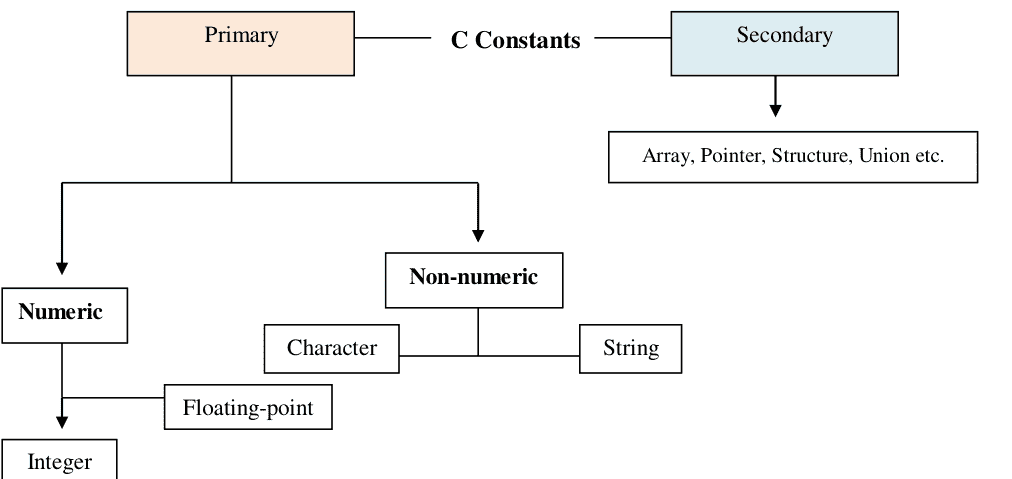 Primary
C Constants
Secondary
Array, Pointer, Structure, Union etc.
Non-numeric
Numeric
Character
String
Floating-point
Integer